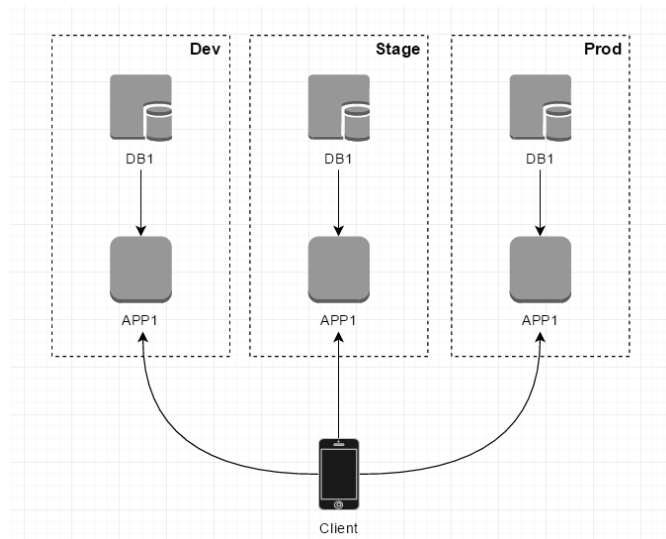 Dev
Stage
Prod
DB1
DB1
DB1
APP1
APP1
APP1
Client